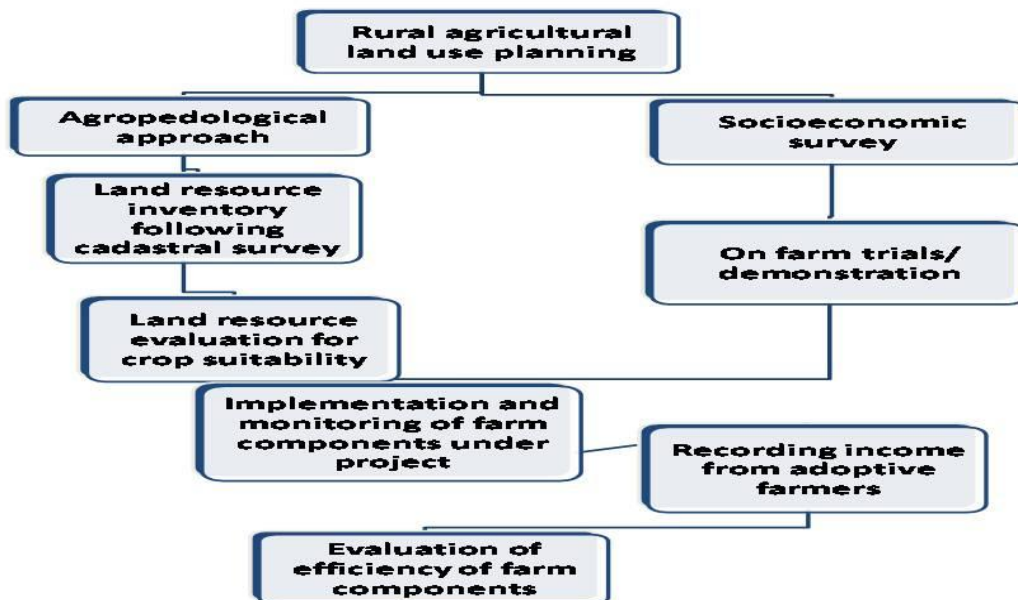 Rural agricultural
land use planning
Agropedological
approach
Socioeconomic
survey
Land resource
inventory
following
cadastral survey
On farm trials/
demonstration
Land resource
evaluation for
crop suitability
Implementation and
monitoring of farm
components under
project
Recording income
from adoptive
farmers
Evaluation of
efficiency of farm
components